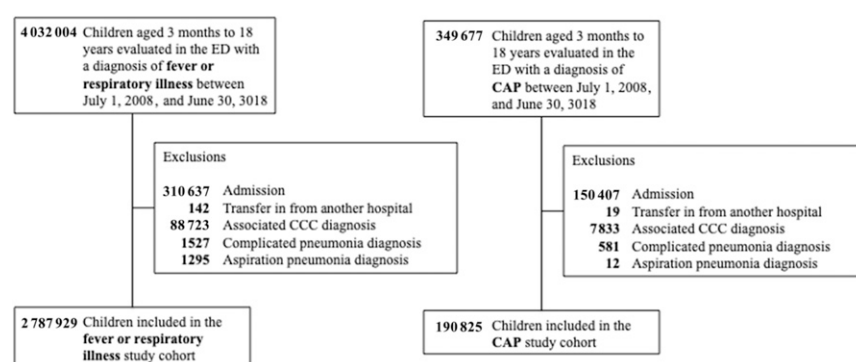 4 032 004 Children aged 3 months to 18
years evaluated in the ED with
a diagnosis of fever or
respiratory illness between
July 1, 2008, and June 30, 3018
Exclusions
310 637 Admission
142 Transfer in from another hospital
88 723 Associated CCC diagnosis
1527 Complicated pneumonia diagnosis
1295 Aspiration pneumonia diagnosis
2 787 929 Children included in the
fever or respiratory
illness study cohort
349 677 Children aged 3 months to
18 years evaluated in the
ED with a diagnosis of
CAP between July 1, 2008,
and June 30, 3018
Exclusions
150 407 Admission
19 Transfer in from another hospital
7833 Associated CCC diagnosis
581 Complicated pneumonia diagnosis
12 Aspiration pneumonia diagnosis
190 825 Children included in the
CAP study cohort